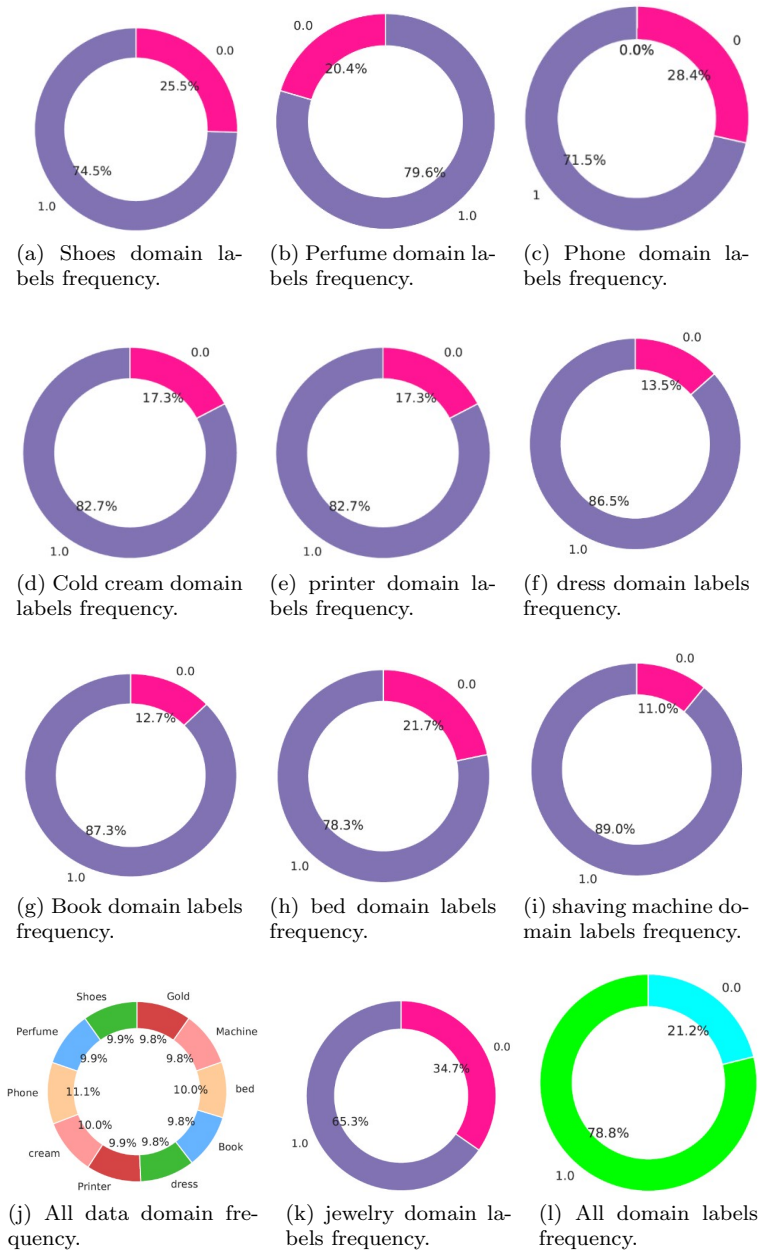 0.0
25.5%
74.5%
1.0
(a) Shoes domain la-
bels frequency.
0.0
20.4%
79.6%
1.0
(b) Perfume domain la-
bels frequency.
0.0%
0
28.4%
71.5%
1
(c) Phone domain la-
bels frequency.
0.0
17.3%
82.7%
1.0
(d) Cold cream domain
labels frequency.
0.0
17.3%
82.7%
1.0
(e) printer domain la-
bels frequency.
0.0
13.5%
86.5%
1.0
(f) dress domain labels
frequency.
0.0
12.7%
87.3%
1.0
(g) Book domain labels
frequency.
0.0
21.7%
78.3%
1.0
(h) bed domain labels
frequency.
0.0
11.0%
89.0%
1.0
(i) shaving machine do-
main labels frequency.
Shoes
Gold
Perfume
Machine
9.9%
9.8%
9.9%
9.8%
Phone
11.1%
10.0%
bed
10.0%
9.8%
9.9%
9.8%
cream
Book
Printer
dress
(j) All data domain fre-
quency.
0.0
34.7%
65.3%
1.0
(k) jewelry domain la-
bels frequency.
0.0
21.2%
78.8%
1.0
(l) All domain labels
frequency.